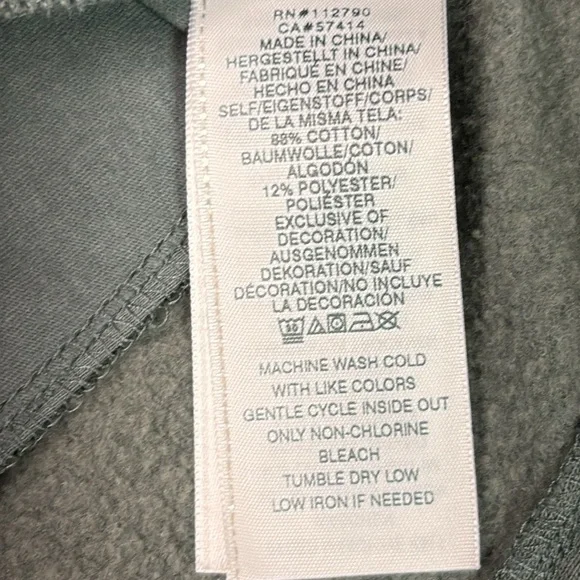 RN#112790
CA#57414
MADE IN CHINA/
HERGESTELLT IN CHINA/
FABRIQUÉ EN CHINE/
HECHO EN CHINA
SELF/EIGENSTOFF/CORPS/
DE LA MISMA TELA:
88% COTTON/
BAUMWOLLE/COTON/
ALGODÓN
12% POLYESTER/
POLIÉSTER
EXCLUSIVE OF
DECORATION/
AUSGENOMMEN
DEKORATION/SAUF
DÉCORATION/NO INCLUYE
LA DECORACIÓN
30
MACHINE WASH COLD
WITH LIKE COLORS
GENTLE CYCLE INSIDE OUT
ONLY NON-CHLORINE
BLEACH
TUMBLE DRY LOW
LOW IRON IF NEEDED